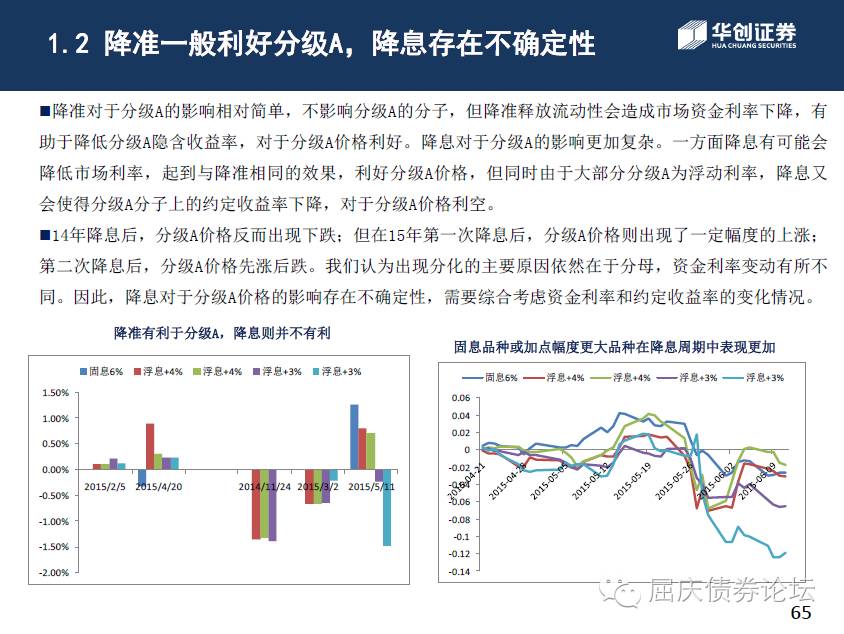 1.2 降准一般利好分级A，降息存在不确定性
华创证券
HUA CHUANG SECURITIES
■降准对于分级A的影响相对简单，不影响分级A的分子，但降准释放流动性会造成市场资金利率下降，有
助于降低分级A隐含收益率，对于分级A价格利好。降息对于分级A的影响更加复杂。一方面降息有可能会
降低市场利率，起到与降准相同的效果，利好分级A价格，但同时由于大部分分级A为浮动利率，降息又
会使得分级A分子上的约定收益率下降，对于分级A价格利空。
■14年降息后，分级A价格反而出现下跌；但在15年第一次降息后，分级A价格则出现了一定幅度的上涨；
第二次降息后，分级A价格先涨后跌。我们认为出现分化的主要原因依然在于分母，资金利率变动有所不
同。因此，降息对于分级A价格的影响存在不确定性，需要综合考虑资金利率和约定收益率的变化情况。
降准有利于分级A，降息则并不有利
固息6% 浮息+4% 浮息+4% 浮息+3% 浮息+3%
1.50%
1.00%
0.50%
0.00%
-0.50%
-1.00%
-1.50%
-2.00%
2015/2/5 2015/4/20 2014/11/24 2015/3/2 2015/5/11
固息品种或加点幅度更大品种在降息周期中表现更加
固息6% 浮息+4% 浮息+4% 浮息+3% 浮息+3%
0.06
0.04
0.02
0
-0.02
-0.04
-0.06
-0.08
-0.1
-0.12
-0.14
2015-04-21 2015-04-28 2015-05-05 2015-05-12 2015-05-19 2015-05-26 2015-06-02 2015-06-09
屈庆债券论坛
65